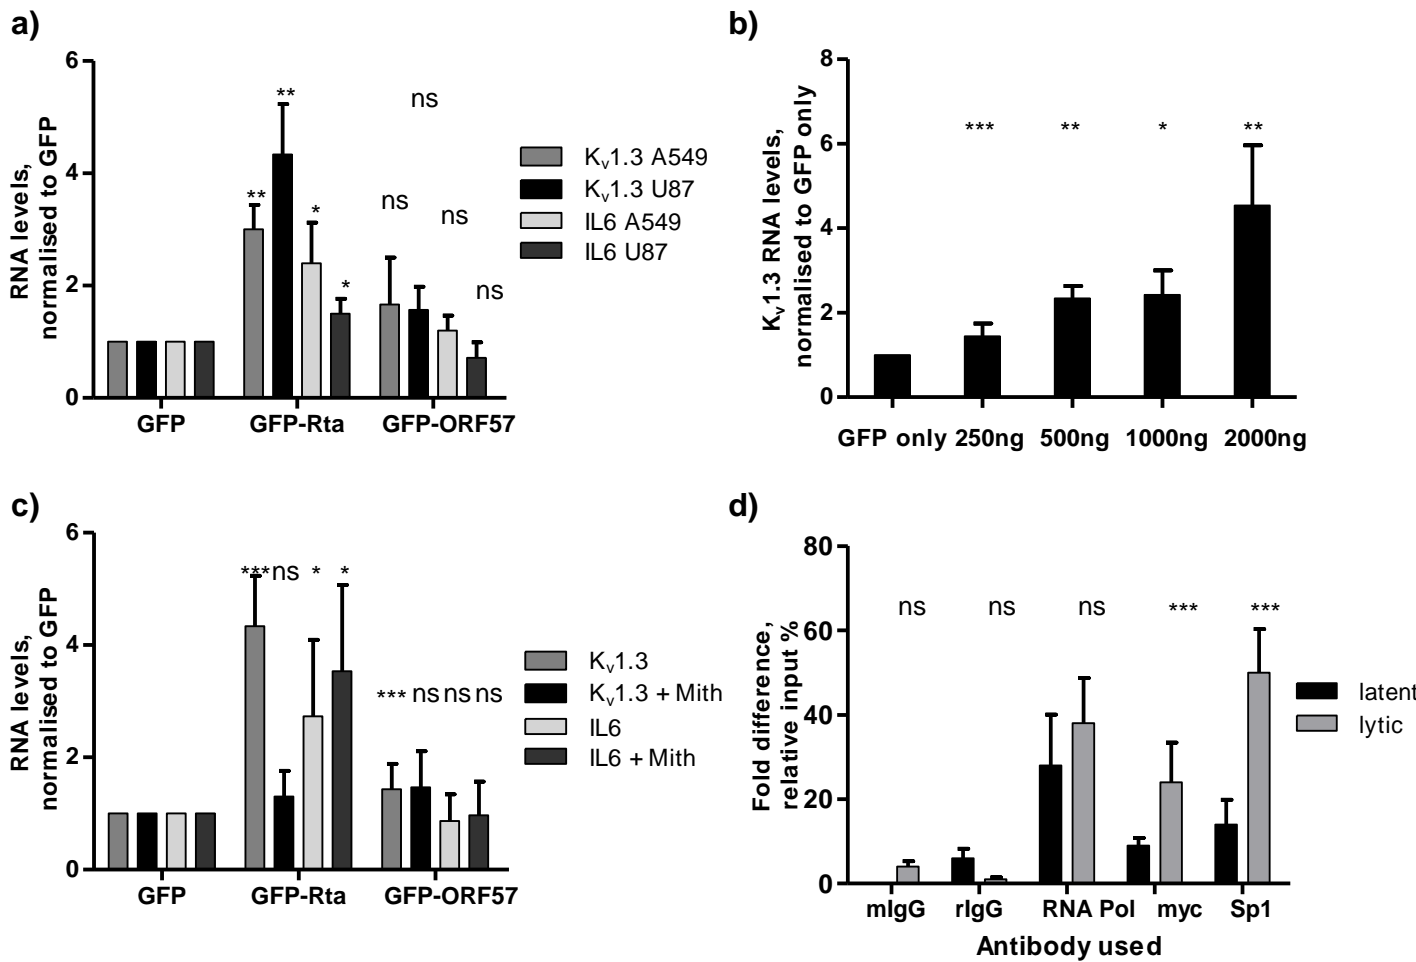 a)
RNA levels,
normalised to GFP
6
4
2
0
**
**
*
*
ns
ns
ns
ns
GFP
GFP-Rta
GFP-ORF57
Kv1.3 A549
Kv1.3 U87
IL6 A549
IL6 U87
b)
Kv1.3 RNA levels,
normalised to GFP only
8
6
4
2
0
*** ** * **
GFP only 250ng 500ng 1000ng 2000ng
c)
RNA levels,
normalised to GFP
6
4
2
0
*** ns * *
*** ns ns ns
GFP
GFP-Rta
GFP-ORF57
Kv1.3
Kv1.3 + Mith
IL6
IL6 + Mith
d)
Fold difference,
relative input %
80
60
40
20
0
ns ns ns *** ***
mIgG rIgG RNA Pol myc Sp1
Antibody used
latent
lytic